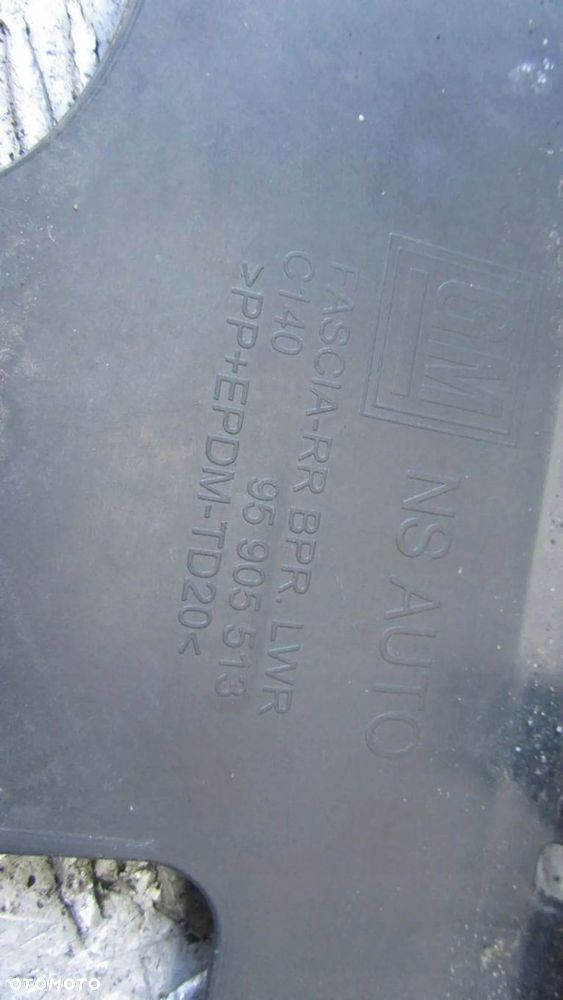 GM NS AUTO
FASCIA-RR BPR. LWR
C140 95 905 513
>PP+EPDM-TD20<
OTOMOTO